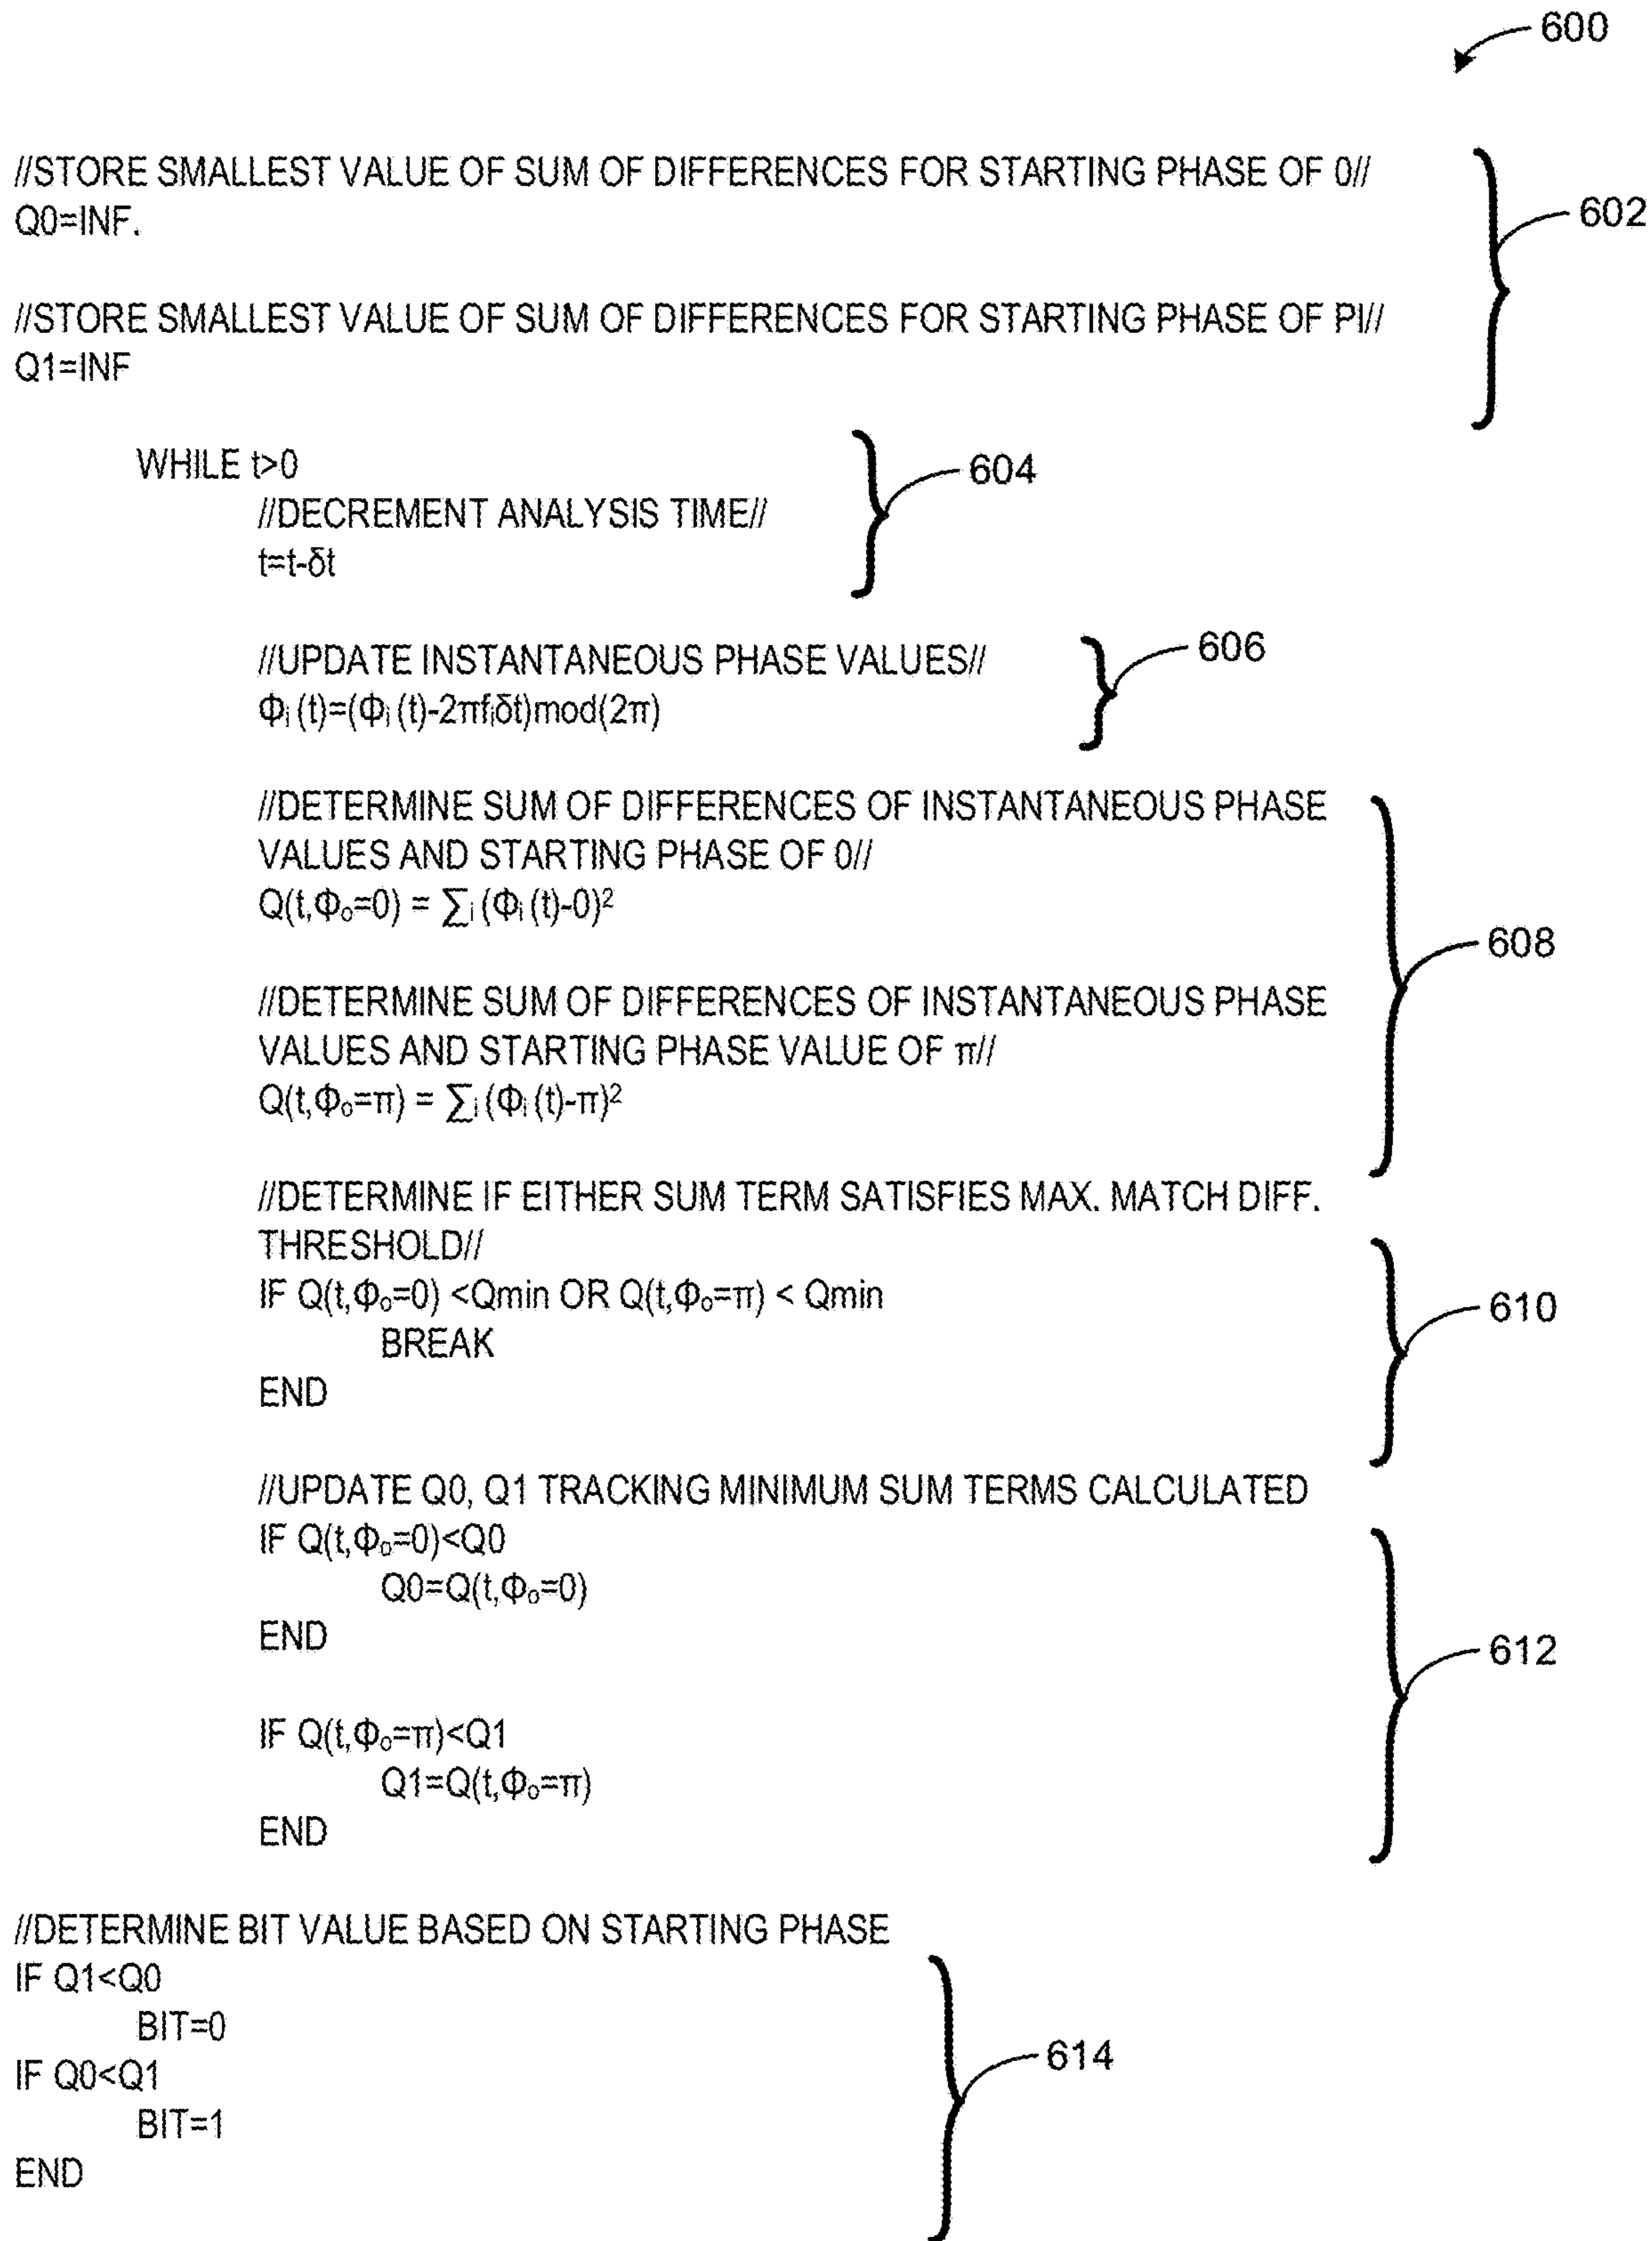 600
//STORE SMALLEST VALUE OF SUM OF DIFFERENCES FOR STARTING PHASE OF 0//
Q0=INF.
602
//STORE SMALLEST VALUE OF SUM OF DIFFERENCES FOR STARTING PHASE OF PI//
Q1=INF
WHILE t>0
604
//DECREMENT ANALYSIS TIME//
t=t-δt
//UPDATE INSTANTANEOUS PHASE VALUES//
606
Φᵢ (t)=(Φᵢ (t)-2πfᵢδt)mod(2π)
//DETERMINE SUM OF DIFFERENCES OF INSTANTANEOUS PHASE
VALUES AND STARTING PHASE OF 0//
Q(t,Φₒ=0) = ∑ᵢ (Φᵢ (t)-0)²
608
//DETERMINE SUM OF DIFFERENCES OF INSTANTANEOUS PHASE
VALUES AND STARTING PHASE VALUE OF π//
Q(t,Φₒ=π) = ∑ᵢ (Φᵢ (t)-π)²
//DETERMINE IF EITHER SUM TERM SATISFIES MAX. MATCH DIFF.
THRESHOLD//
IF Q(t,Φₒ=0) <Qmin OR Q(t,Φₒ=π) < Qmin
610
BREAK
END
//UPDATE Q0, Q1 TRACKING MINIMUM SUM TERMS CALCULATED
IF Q(t,Φₒ=0)<Q0
Q0=Q(t,Φₒ=0)
END
612
IF Q(t,Φₒ=π)<Q1
Q1=Q(t,Φₒ=π)
END
//DETERMINE BIT VALUE BASED ON STARTING PHASE
IF Q1<Q0
BIT=0
614
IF Q0<Q1
BIT=1
END